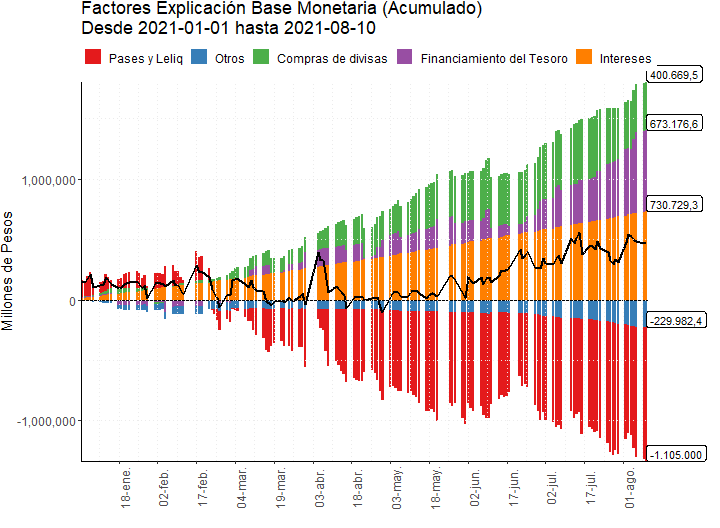 Factores Explicación Base Monetaria (Acumulado)
Desde 2021-01-01 hasta 2021-08-10
Pases y Leliq Otros Compras de divisas Financiamiento del Tesoro Intereses
400.669,5
673.176,6
1,000,000
730.729,3
0
-229.982,4
-1,000,000
-1.105.000
Millones de Pesos
18-ene. 02-feb. 17-feb. 04-mar. 19-mar. 03-abr. 18-abr. 03-may. 18-may. 02-jun. 17-jun. 02-jul. 17-jul. 01-ago.